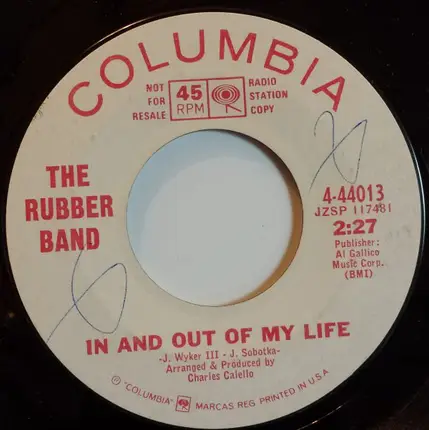 COLUMBIA
NOT FOR RESALE
45 RPM
RADIO STATION COPY
THE
RUBBER
BAND
4-44013
JZSP 117481
2:27
Publisher:
Al Gallico
Music Corp.
(BMI)
IN AND OUT OF MY LIFE
-J. Wyker III - J. Sobotka-
Arranged & Produced by
Charles Calello
Ⓟ "COLUMBIA" MARCAS REG. PRINTED IN U.S.A.